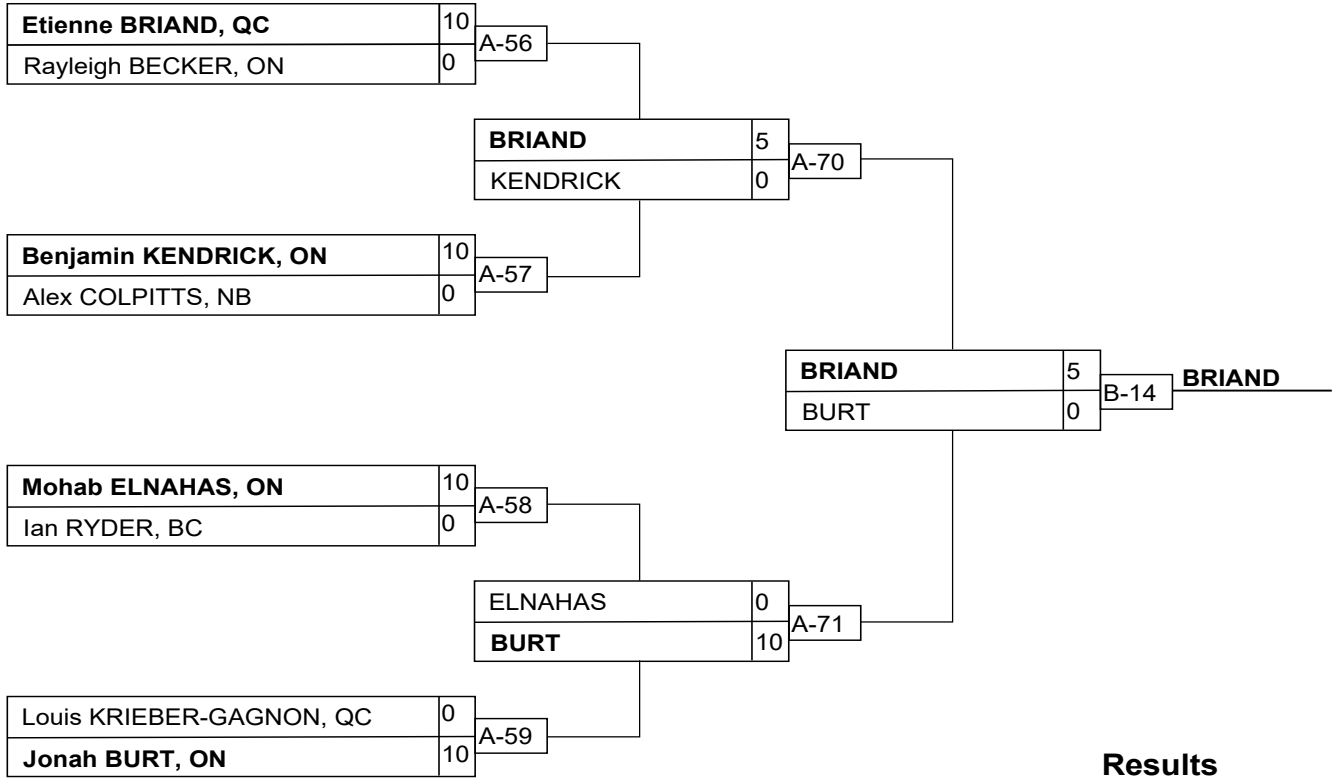 Etienne BRIAND, QC 10
A-56
Rayleigh BECKER, ON 0
BRIAND 5
A-70
KENDRICK 0
Benjamin KENDRICK, ON 10
A-57
Alex COLPITTS, NB 0
BRIAND 5
B-14 BRIAND
BURT 0
Mohab ELNAHAS, ON 10
A-58
Ian RYDER, BC 0
ELNAHAS 0
A-71
BURT 10
Louis KRIEBER-GAGNON, QC 0
A-59
Jonah BURT, ON 10
Results